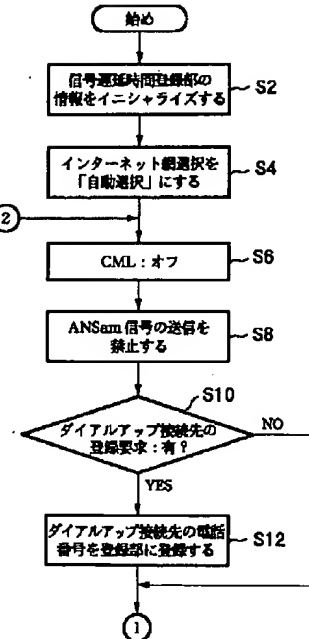 始め
信号遅延時間登録部の
情報をイニシャライズする
S2
インターネット網選択を
「自動選択」にする
S4
2
CML：オフ
S6
ANSam 信号の送信を
禁止する
S8
S10
ダイアルアップ接続先の
登録要求：有？
NO
YES
ダイアルアップ接続先の電話
番号を登録部に登録する
S12
1